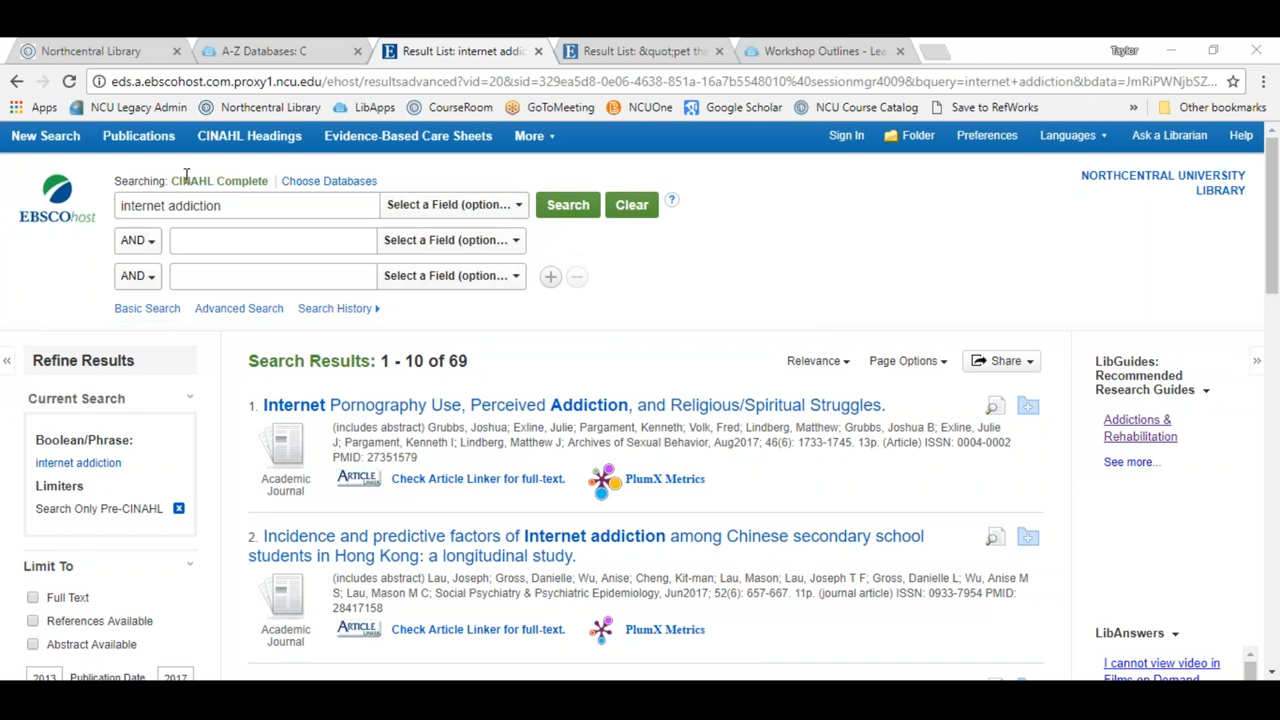 Northcentral Library
A-Z Databases: C
Result List: internet addic
Result List: &quot;pet the
Workshop Outlines - Lea
Taylor
eds.a.ebscohost.com.proxy1.ncu.edu/ehost/resultsadvanced?vid=20&sid=329ea5d8-0e06-4638-851a-16a7b5548010%40sessionmgr4009&bquery=internet+addiction&bdata=JmRiPWNjbSZ...
Apps
NCU Legacy Admin
Northcentral Library
LibApps
CourseRoom
GoToMeeting
NCUOne
Google Scholar
NCU Course Catalog
Save to RefWorks
»
Other bookmarks
New Search
Publications
CINAHL Headings
Evidence-Based Care Sheets
More
Sign In
Folder
Preferences
Languages
Ask a Librarian
Help
EBSCOhost
Searching: CINAHL Complete
Choose Databases
internet addiction
Select a Field (option...
Search
Clear
?
AND
Select a Field (option...
AND
Select a Field (option...
Basic Search
Advanced Search
Search History
NORTHCENTRAL UNIVERSITY
LIBRARY
«
Refine Results
Current Search
Boolean/Phrase:
internet addiction
Limiters
Search Only Pre-CINAHL
Limit To
Full Text
References Available
Abstract Available
2013
Publication Date
2017
Search Results: 1 - 10 of 69
Relevance
Page Options
Share
1. Internet Pornography Use, Perceived Addiction, and Religious/Spiritual Struggles.
(includes abstract) Grubbs, Joshua; Exline, Julie; Pargament, Kenneth; Volk, Fred; Lindberg, Matthew; Grubbs, Joshua B; Exline, Julie
J; Pargament, Kenneth I; Lindberg, Matthew J; Archives of Sexual Behavior, Aug2017; 46(6): 1733-1745. 13p. (Article) ISSN: 0004-0002
PMID: 27351579
Academic
Journal
ARTICLE LINKER
Check Article Linker for full-text.
PlumX Metrics
2. Incidence and predictive factors of Internet addiction among Chinese secondary school
students in Hong Kong: a longitudinal study.
(includes abstract) Lau, Joseph; Gross, Danielle; Wu, Anise; Cheng, Kit-man; Lau, Mason; Lau, Joseph T F; Gross, Danielle L; Wu, Anise M
S; Lau, Mason M C; Social Psychiatry & Psychiatric Epidemiology, Jun2017; 52(6): 657-667. 11p. (journal article) ISSN: 0933-7954 PMID:
28417158
Academic
Journal
ARTICLE LINKER
Check Article Linker for full-text.
PlumX Metrics
»
LibGuides:
Recommended
Research Guides
Addictions &
Rehabilitation
See more...
LibAnswers
I cannot view video in
Films on Demand